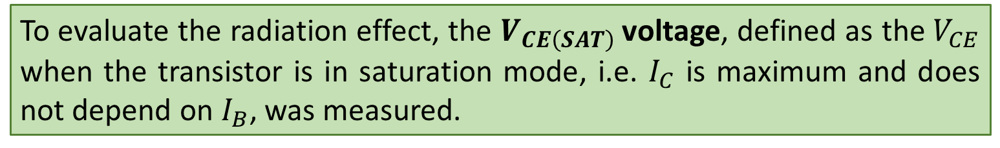 To evaluate the radiation effect, the V_{CE(SAT)} voltage, defined as the V_{CE}
when the transistor is in saturation mode, i.e. I_C is maximum and does
not depend on I_B, was measured.